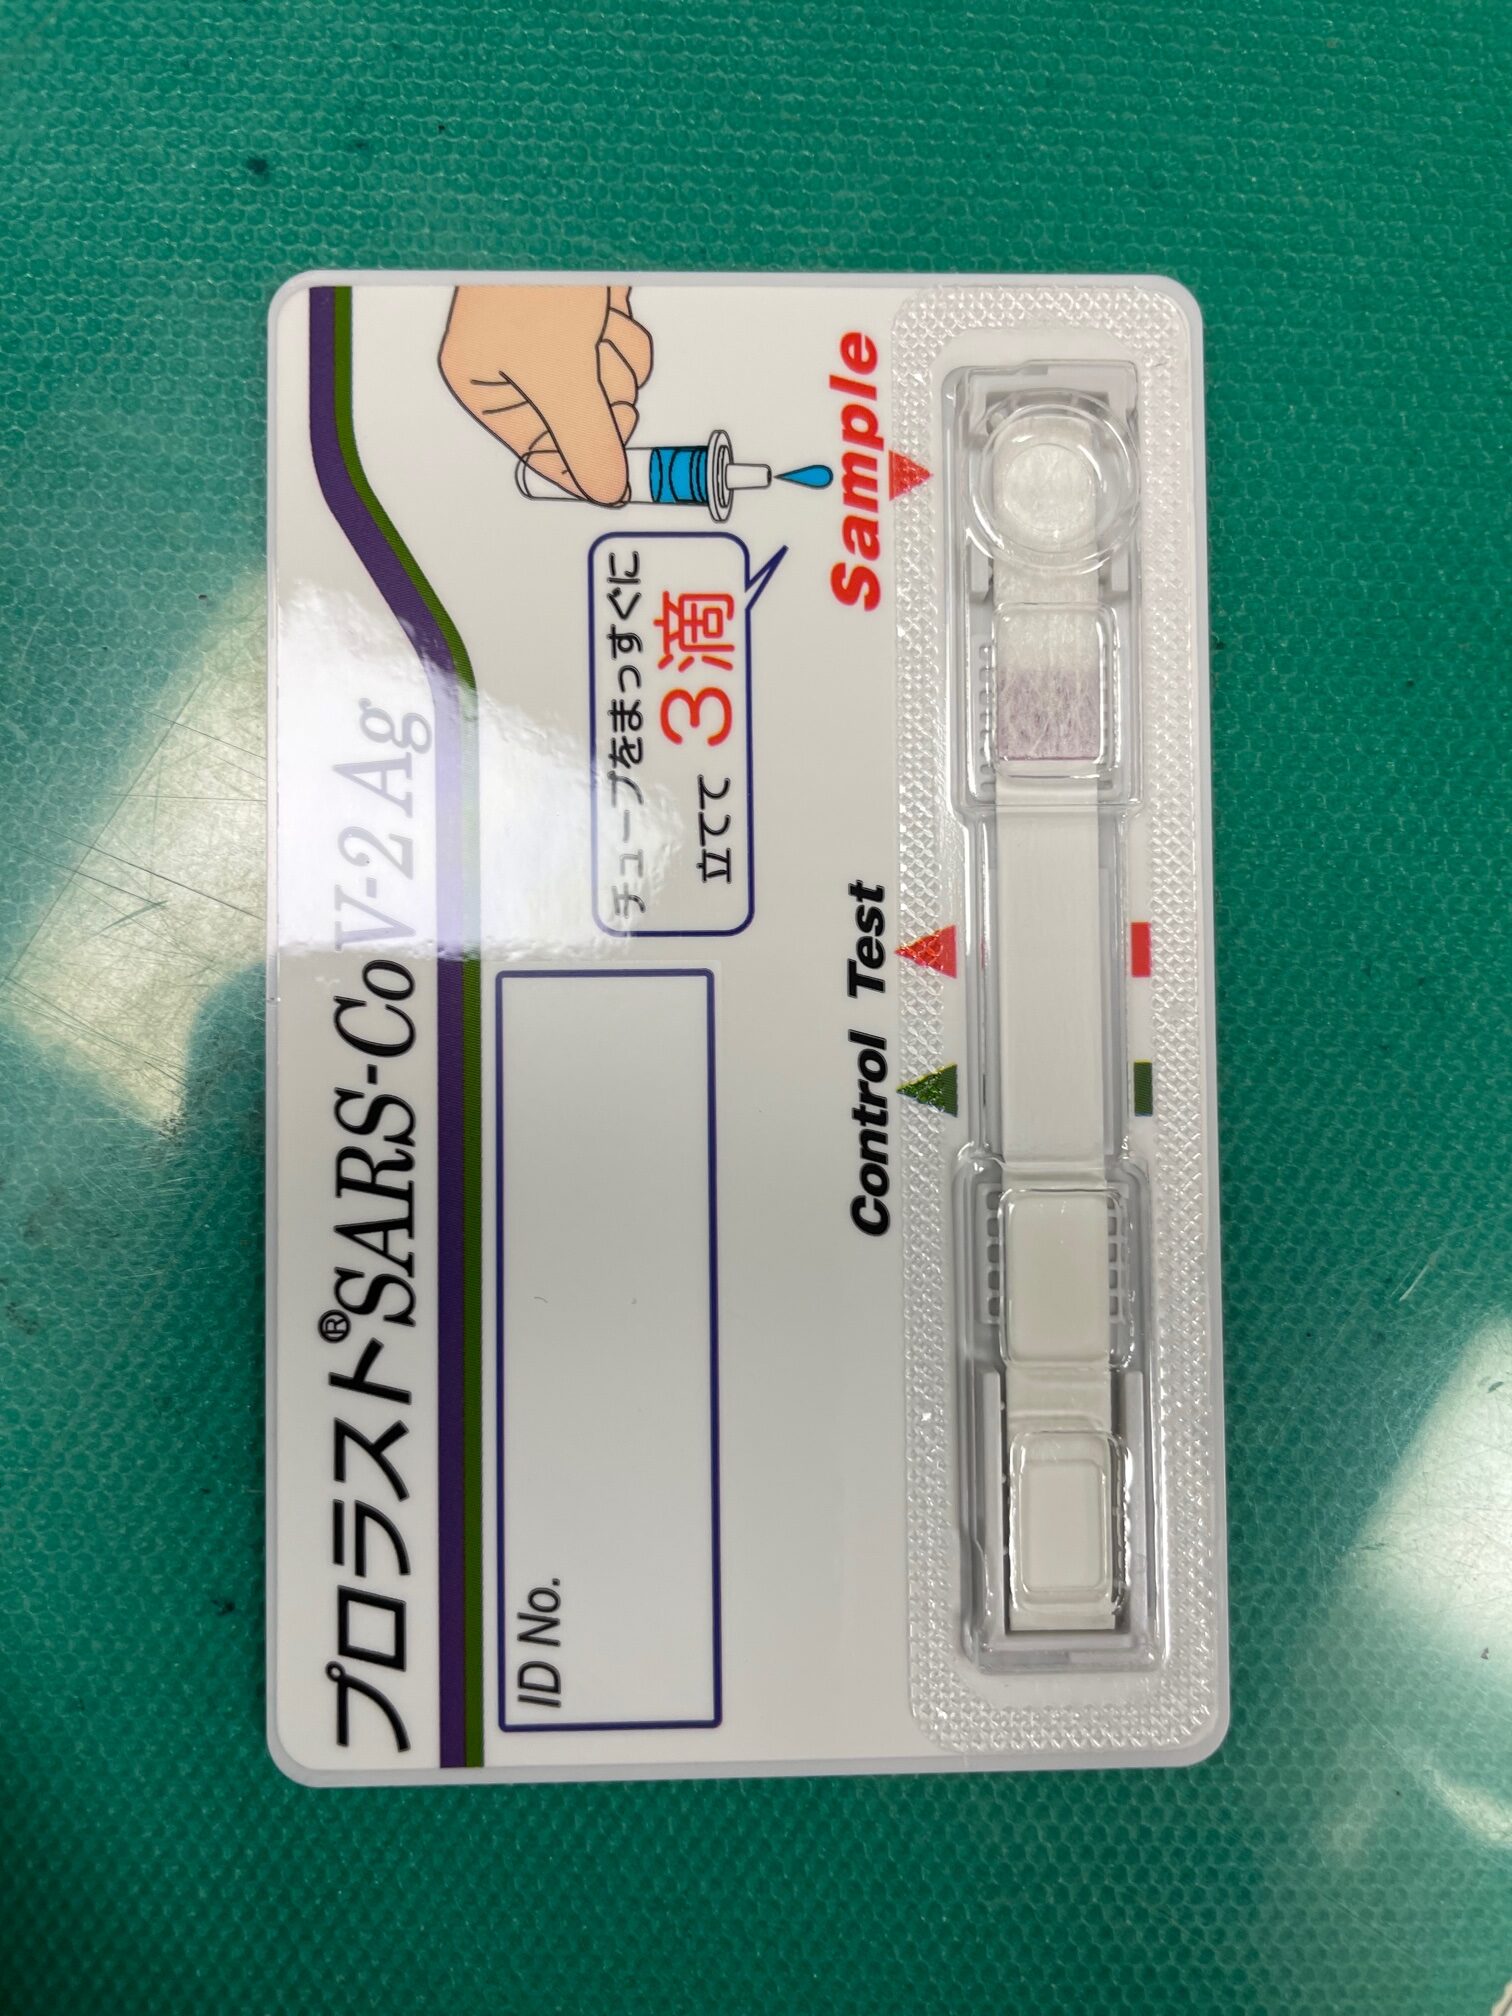 プロラスト®SARS-CoV-2 Ag
ID No.
チューブをまっすぐに
立てて 3滴
Control Test
Sample